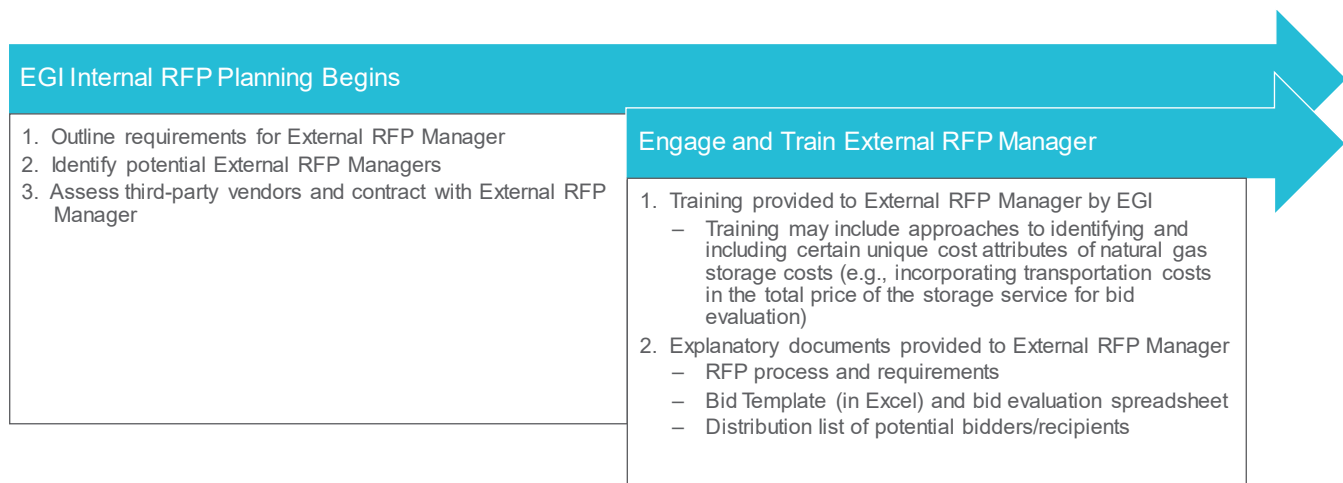 EGI Internal RFP Planning Begins
1. Outline requirements for External RFP Manager
2. Identify potential External RFP Managers
3. Assess third-party vendors and contract with External RFP
Manager
Engage and Train External RFP Manager
1. Training provided to External RFP Manager by EGI
– Training may include approaches to identifying and
including certain unique cost attributes of natural gas
storage costs (e.g., incorporating transportation costs
in the total price of the storage service for bid
evaluation)
2. Explanatory documents provided to External RFP Manager
– RFP process and requirements
– Bid Template (in Excel) and bid evaluation spreadsheet
– Distribution list of potential bidders/recipients